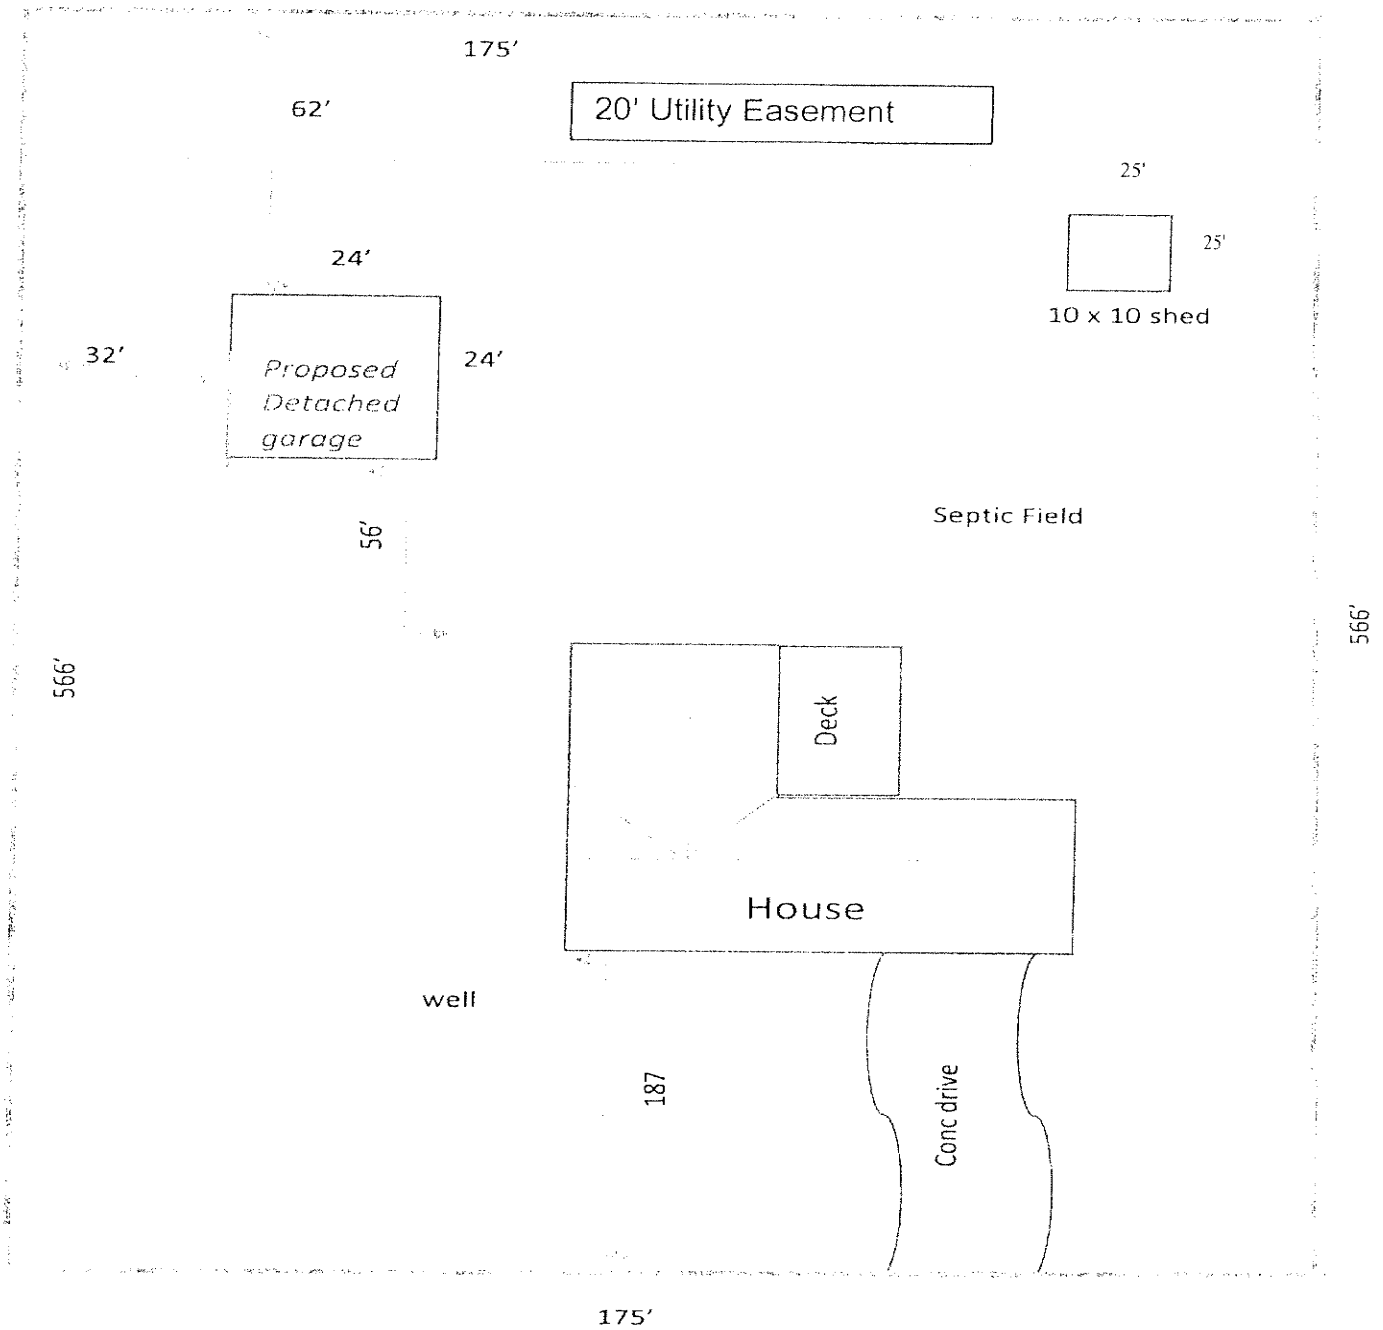 175’
62’
20' Utility Easement
25'
25'
10 x 10 shed
24’
32’
24’
Proposed
Detached
garage
56’
Septic Field
566’
566’
Deck
House
well
187
Conc drive
175’